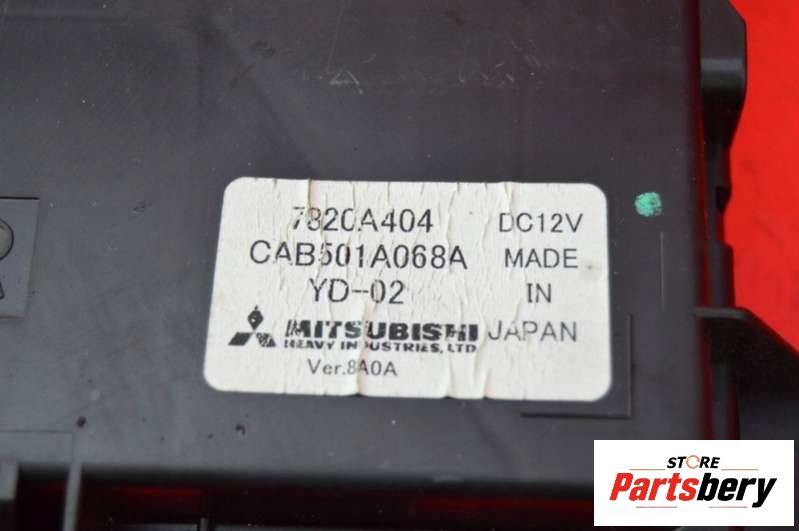 7820A404 DC12V
CAB501A068A MADE
YD-02 IN
MITSUBISHI JAPAN
HEAVY INDUSTRIES, LTD
Ver.8A0A
STORE
Partsbery